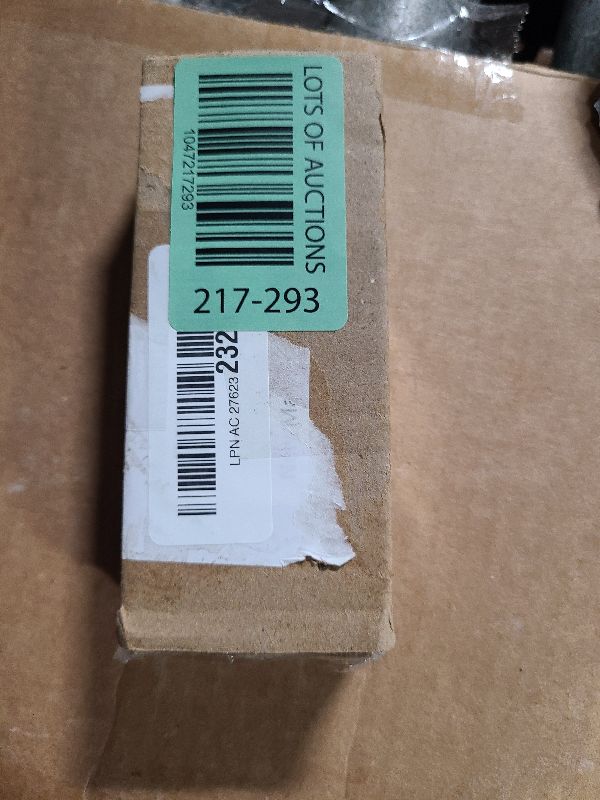 LOTS OF AUCTIONS
1047217293
217-293
LPN AC 27623 232